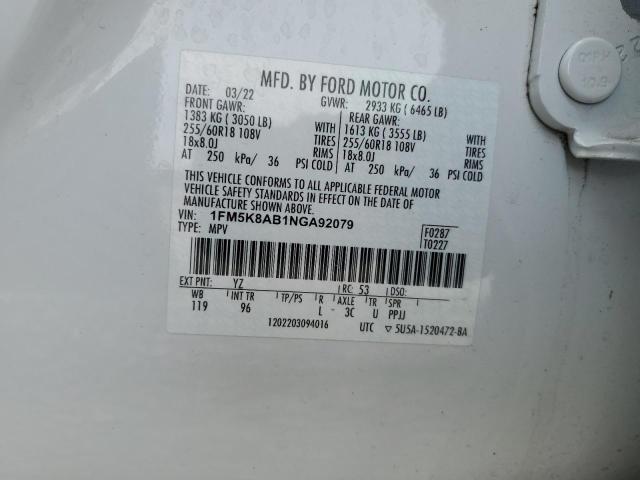 MFD. BY FORD MOTOR CO.
DATE: 03/22 GVWR: 2933 KG ( 6465 LB)
FRONT GAWR: REAR GAWR:
1383 KG ( 3050 LB) WITH 1613 KG ( 3555 LB) WITH
255/60R18 108V TIRES 255/60R18 108V TIRES
18x8.0J RIMS 18x8.0J RIMS
AT 250 kPa/ 36 PSI COLD AT 250 kPa/ 36 PSI COLD
THIS VEHICLE CONFORMS TO ALL APPLICABLE FEDERAL MOTOR
VEHICLE SAFETY STANDARDS IN EFFECT ON THE DATE OF
MANUFACTURE SHOWN ABOVE.
VIN: 1FM5K8AB1NGA92079 F0287
TYPE: MPV T0227
EXT PNT: YZ RC: 53 DSO:
WB INT TR TP/PS R AXLE TR SPR
119 96 L - 3C U PPJJ
1202203094016 UTC ▽ 5U5A-1520472-BA